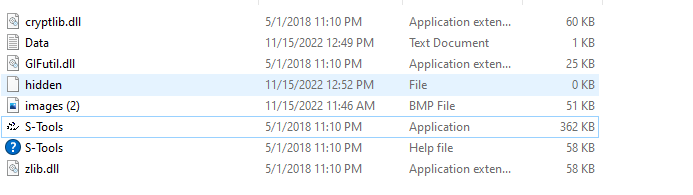 cryptlib.dll 5/1/2018 11:10 PM Application exten... 60 KB
Data 11/15/2022 12:49 PM Text Document 1 KB
GIFutil.dll 5/1/2018 11:10 PM Application exten... 25 KB
hidden 11/15/2022 12:52 PM File 0 KB
images (2) 11/15/2022 11:46 AM BMP File 51 KB
S-Tools 5/1/2018 11:10 PM Application 362 KB
S-Tools 5/1/2018 11:10 PM Help file 58 KB
zlib.dll 5/1/2018 11:10 PM Application exten... 58 KB